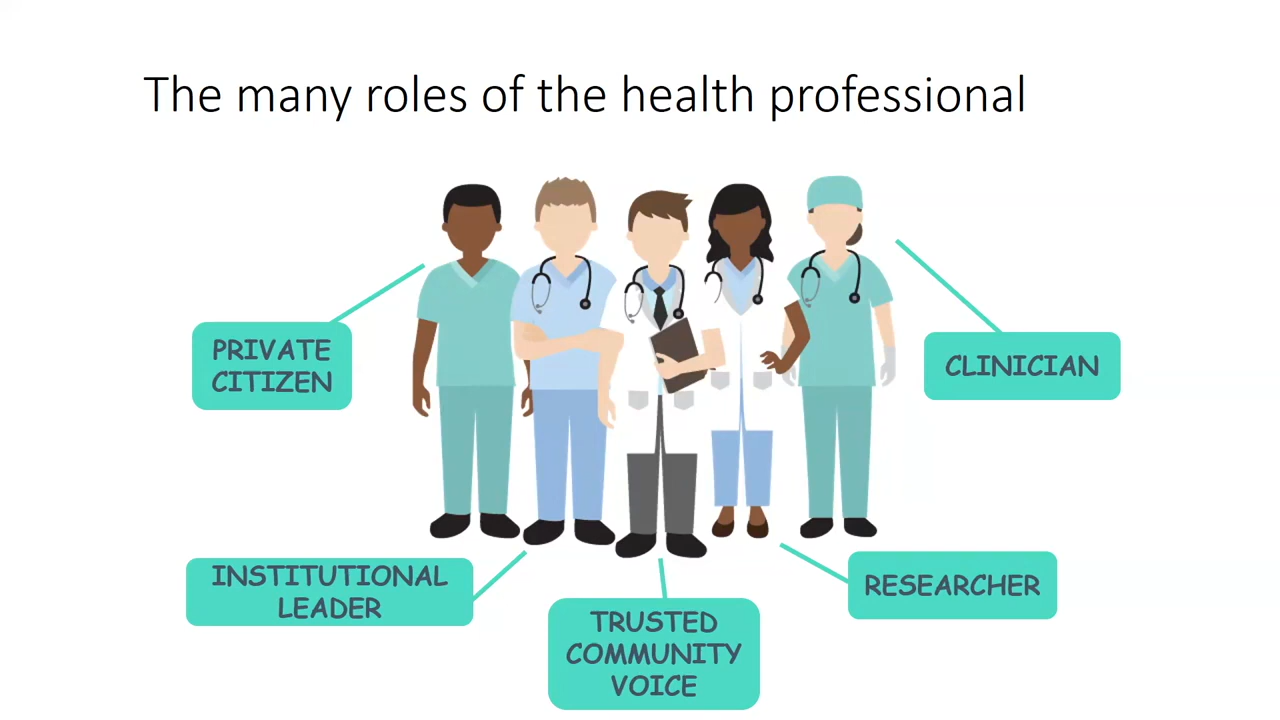 The many roles of the health professional
PRIVATE
CITIZEN
CLINICIAN
INSTITUTIONAL
LEADER
TRUSTED
COMMUNITY
VOICE
RESEARCHER